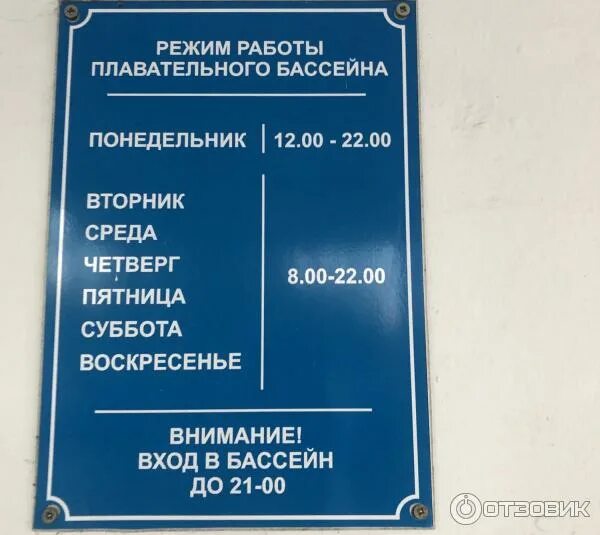 РЕЖИМ РАБОТЫ
ПЛАВАТЕЛЬНОГО БАССЕЙНА
ПОНЕДЕЛЬНИК 12.00 - 22.00
ВТОРНИК
СРЕДА
ЧЕТВЕРГ
8.00-22.00
ПЯТНИЦА
СУББОТА
ВОСКРЕСЕНЬЕ
ВНИМАНИЕ!
ВХОД В БАССЕЙН
ДО 21-00
ОТЗОВИК